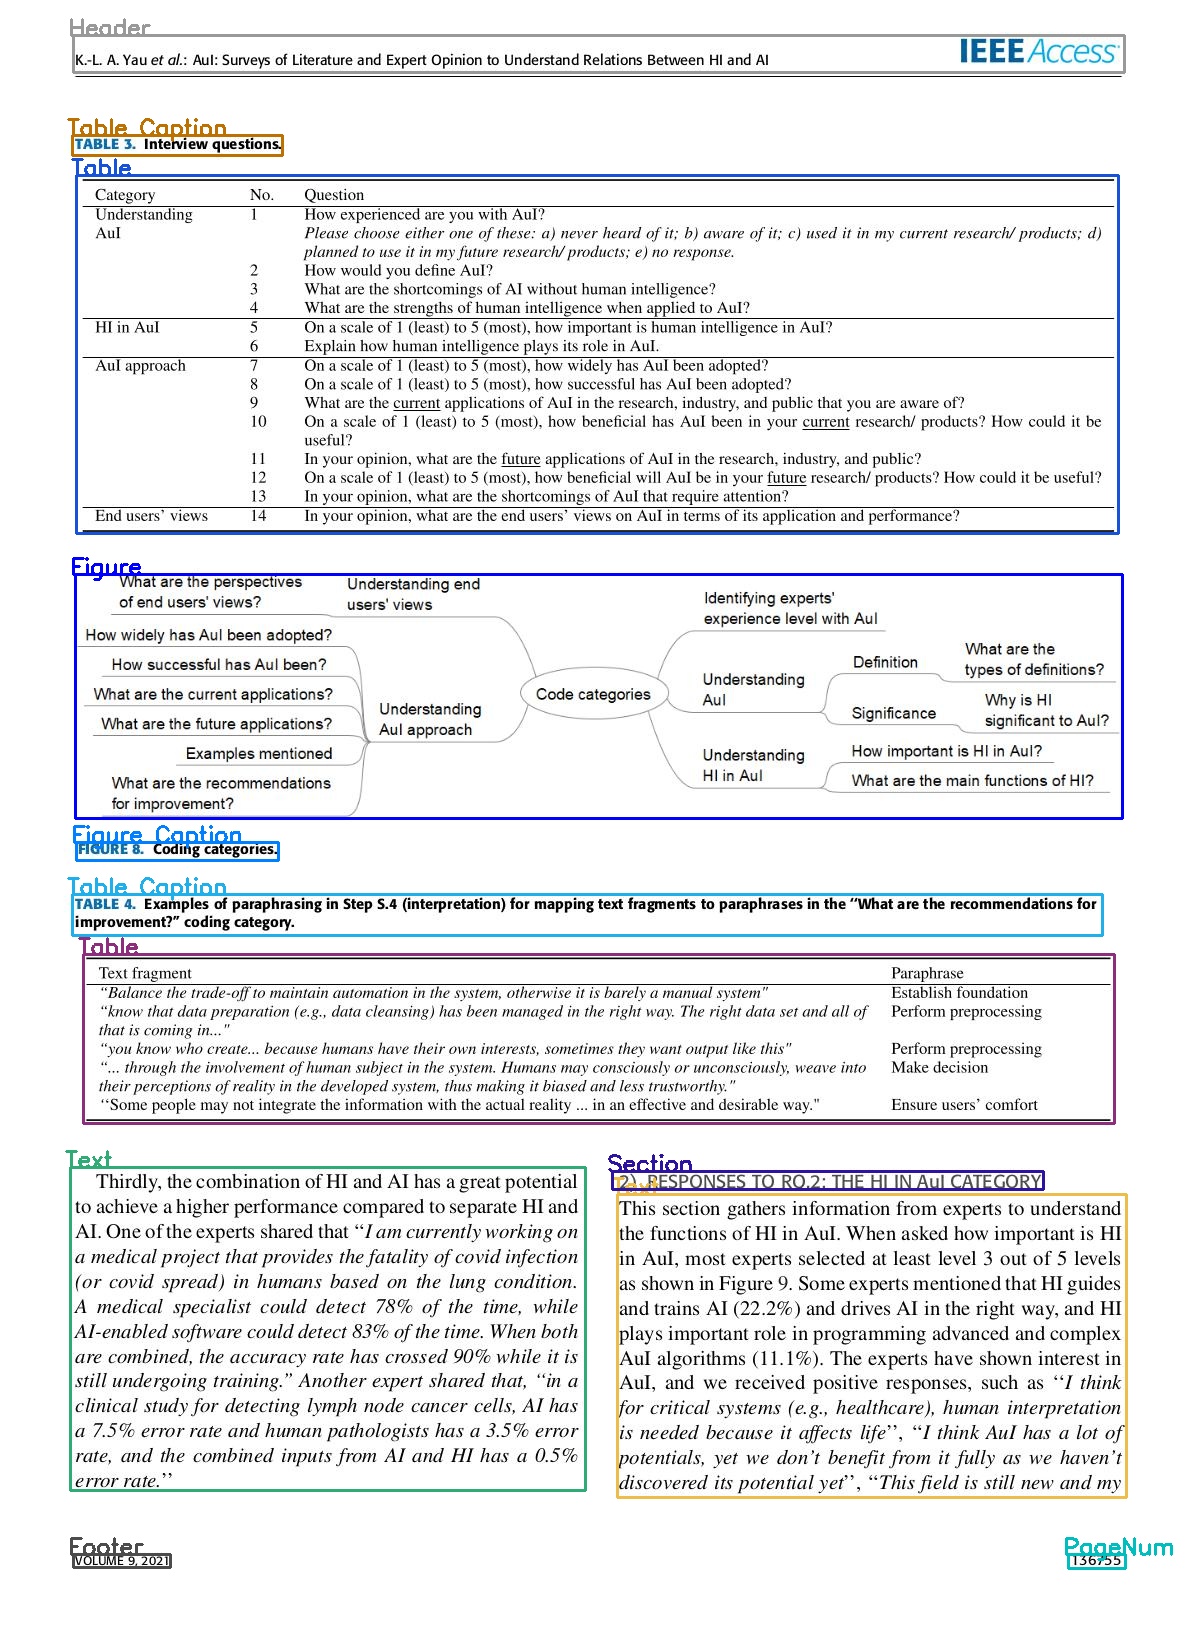 Header
K.-L. A. Yau et al.: AuI: Surveys of Literature and Expert Opinion to Understand Relations Between HI and AI
IEEE Access
Table Caption
TABLE 3. Interview questions.
Table
Category No. Question
Understanding 1 How experienced are you with AuI?
AuI Please choose either one of these: a) never heard of it; b) aware of it; c) used it in my current research/ products; d)
planned to use it in my future research/ products; e) no response.
2 How would you define AuI?
3 What are the shortcomings of AI without human intelligence?
4 What are the strengths of human intelligence when applied to AuI?
HI in AuI 5 On a scale of 1 (least) to 5 (most), how important is human intelligence in AuI?
6 Explain how human intelligence plays its role in AuI.
AuI approach 7 On a scale of 1 (least) to 5 (most), how widely has AuI been adopted?
8 On a scale of 1 (least) to 5 (most), how successful has AuI been adopted?
9 What are the current applications of AuI in the research, industry, and public that you are aware of?
10 On a scale of 1 (least) to 5 (most), how beneficial has AuI been in your current research/ products? How could it be
useful?
11 In your opinion, what are the future applications of AuI in the research, industry, and public?
12 On a scale of 1 (least) to 5 (most), how beneficial will AuI be in your future research/ products? How could it be useful?
13 In your opinion, what are the shortcomings of AuI that require attention?
End users' views 14 In your opinion, what are the end users' views on AuI in terms of its application and performance?
Figure
What are the perspectives
of end users' views?
Understanding end
users' views
How widely has AuI been adopted?
How successful has AuI been?
What are the current applications?
What are the future applications?
Examples mentioned
What are the recommendations
for improvement?
Understanding
AuI approach
Code categories
Identifying experts'
experience level with AuI
Understanding
AuI
Definition
What are the
types of definitions?
Significance
Why is HI
significant to AuI?
Understanding
HI in AuI
How important is HI in AuI?
What are the main functions of HI?
Figure Caption
FIGURE 8. Coding categories.
Table Caption
TABLE 4. Examples of paraphrasing in Step S.4 (interpretation) for mapping text fragments to paraphrases in the ‘‘What are the recommendations for
improvement?’’ coding category.
Table
Text fragment Paraphrase
“Balance the trade-off to maintain automation in the system, otherwise it is barely a manual system" Establish foundation
“know that data preparation (e.g., data cleansing) has been managed in the right way. The right data set and all of Perform preprocessing
that is coming in..."
“you know who create... because humans have their own interests, sometimes they want output like this" Perform preprocessing
“... through the involvement of human subject in the system. Humans may consciously or unconsciously, weave into Make decision
their perceptions of reality in the developed system, thus making it biased and less trustworthy."
‘‘Some people may not integrate the information with the actual reality ... in an effective and desirable way." Ensure users' comfort
Text
Thirdly, the combination of HI and AI has a great potential
to achieve a higher performance compared to separate HI and
AI. One of the experts shared that ‘‘I am currently working on
a medical project that provides the fatality of covid infection
(or covid spread) in humans based on the lung condition.
A medical specialist could detect 78% of the time, while
AI-enabled software could detect 83% of the time. When both
are combined, the accuracy rate has crossed 90% while it is
still undergoing training.” Another expert shared that, ‘‘in a
clinical study for detecting lymph node cancer cells, AI has
a 7.5% error rate and human pathologists has a 3.5% error
rate, and the combined inputs from AI and HI has a 0.5%
error rate.’’
Section
2) RESPONSES TO RQ.2: THE HI IN AuI CATEGORY
Text
This section gathers information from experts to understand
the functions of HI in AuI. When asked how important is HI
in AuI, most experts selected at least level 3 out of 5 levels
as shown in Figure 9. Some experts mentioned that HI guides
and trains AI (22.2%) and drives AI in the right way, and HI
plays important role in programming advanced and complex
AuI algorithms (11.1%). The experts have shown interest in
AuI, and we received positive responses, such as ‘‘I think
for critical systems (e.g., healthcare), human interpretation
is needed because it affects life’’, ‘‘I think AuI has a lot of
potentials, yet we don’t benefit from it fully as we haven’t
discovered its potential yet’’, ‘‘This field is still new and my
Footer
VOLUME 9, 2021
PageNum
136755